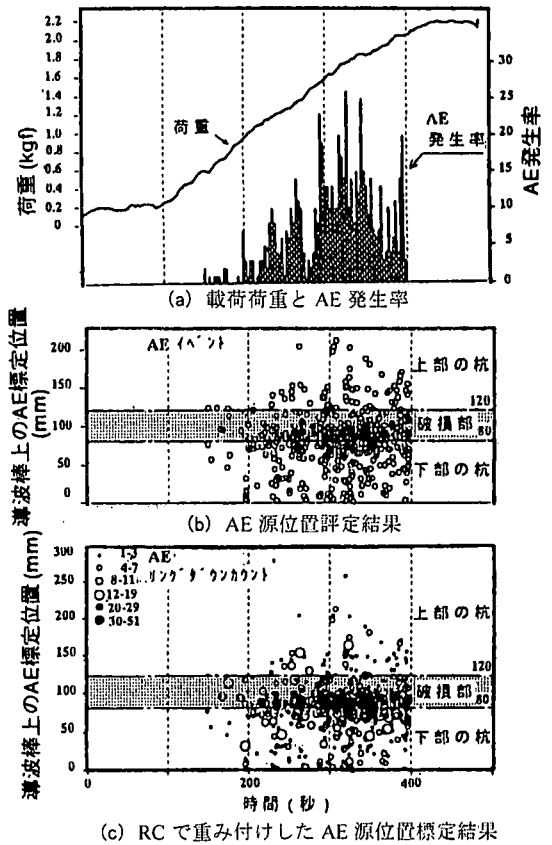 荷重 (kgf)
2.2
2.0
1.8
1.6
1.4
1.2
1.0
0.8
0.6
0.4
0.2
0
荷重
AE
発生率
30
25
20
15
10
5
0
AE発生率
(a) 載荷荷重と AE 発生率
導波棒上のAE標定位置
(mm)
200
150
100
50
0
AE イベント
上部の杭
120
破損部
80
下部の杭
(b) AE 源位置評定結果
導波棒上のAE標定位置 (mm)
300
250
200
150
100
50
0
1-3
4-7
8-11
12-19
20-29
30-51
AE
リングダウンカウント
上部の杭
120
破損部
80
下部の杭
0 200 400
時間 (秒)
(c) RC で重み付けした AE 源位置標定結果